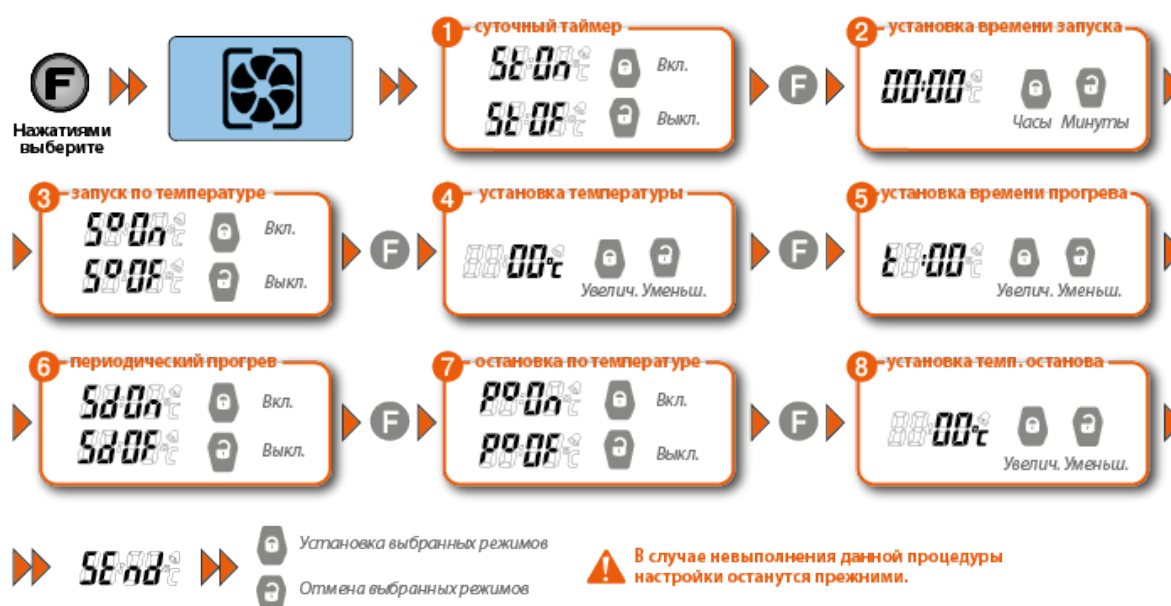 F
Нажатиями
выберите
1 суточный таймер
St On Вкл.
St OF Выкл.
F
2 установка времени запуска
00:00
Часы Минуты
3 запуск по температуре
S° On Вкл.
S° OF Выкл.
F
4 установка температуры
00°c
Увелич. Уменьш.
F
5 установка времени прогрева
t :00
Увелич. Уменьш.
6 периодический прогрев
Sd On Вкл.
Sd OF Выкл.
F
7 остановка по температуре
P° On Вкл.
P° OF Выкл.
F
8 установка темп. останова
00°c
Увелич. Уменьш.
SEnd
Установка выбранных режимов
Отмена выбранных режимов
В случае невыполнения данной процедуры
настройки останутся прежними.